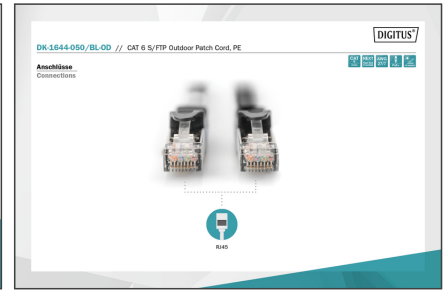 DIGITUS®
DK-1644-050/BL-OD // CAT 6 S/FTP Outdoor Patch Cord, PE
Anschlüsse
Connections
RJ45